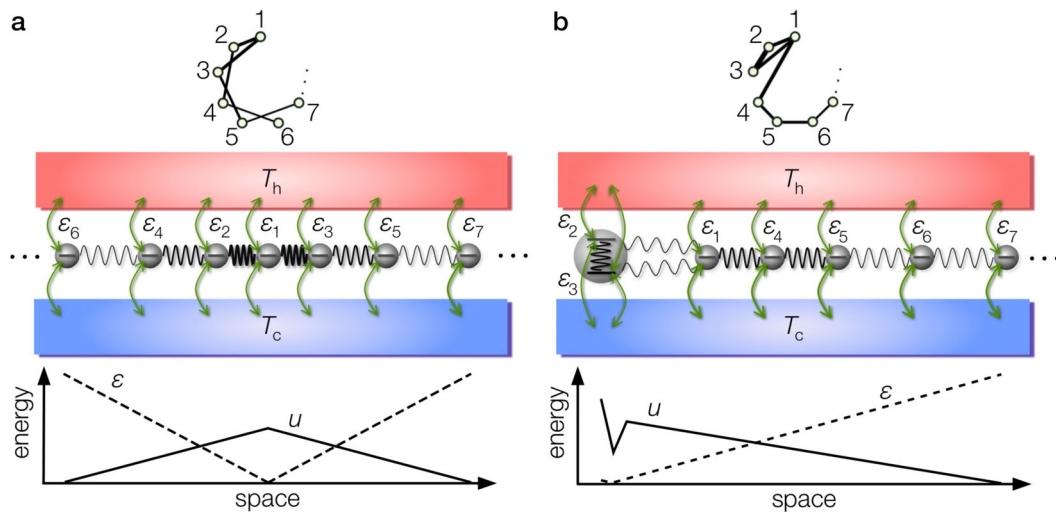 a
1
2
3
4
5
6
7
T_h
ε_6 ε_4 ε_2 ε_1 ε_3 ε_5 ε_7
T_c
energy
ε
u
space
b
1
2
3
4
5
6
7
T_h
ε_2
ε_3
ε_1 ε_4 ε_5 ε_6 ε_7
T_c
energy
u
ε
space